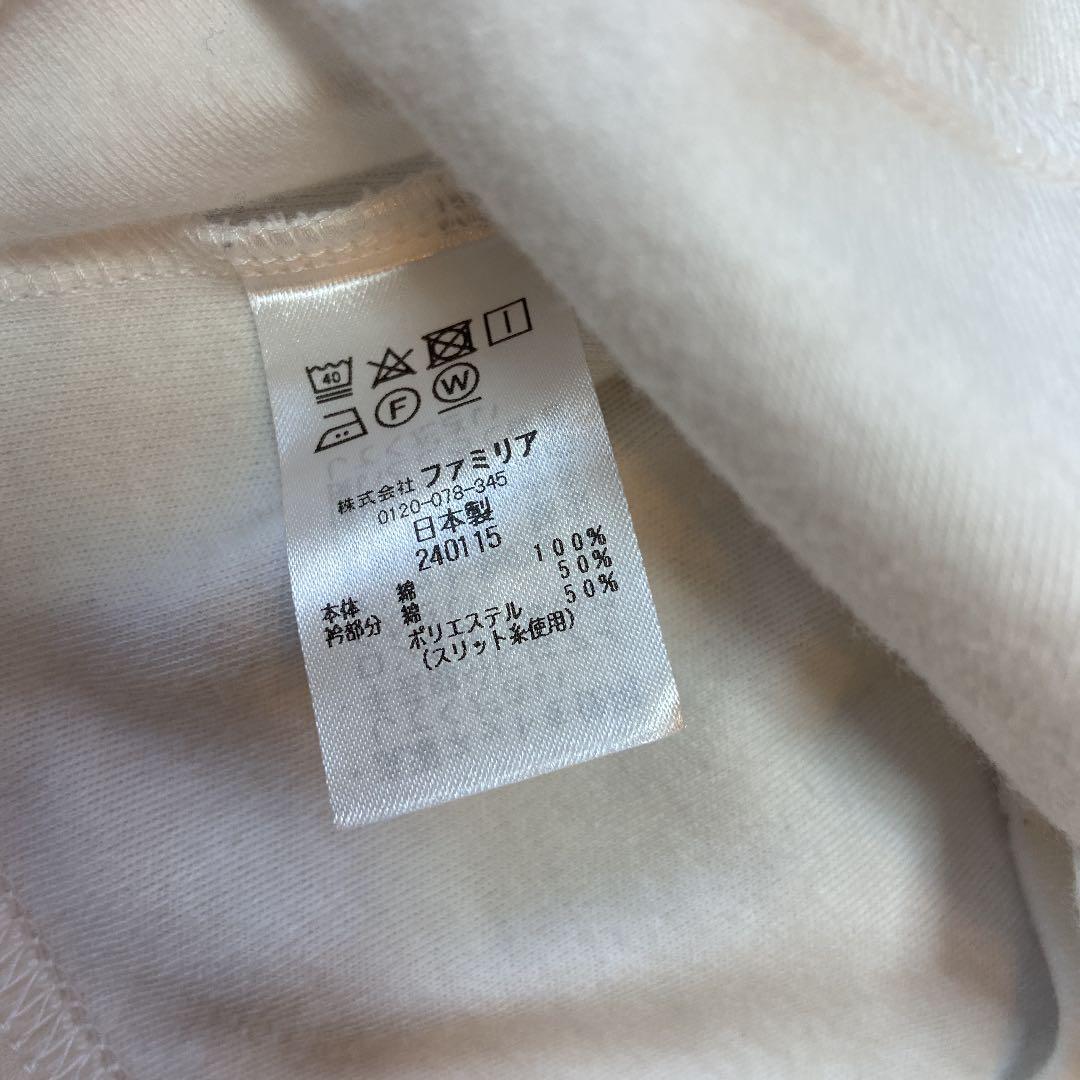 40
F W
株式会社 ファミリア
0120-078-345
日本製
240115
本体 綿 100%
衿部分 綿 50%
ポリエステル 50%
(スリット糸使用)